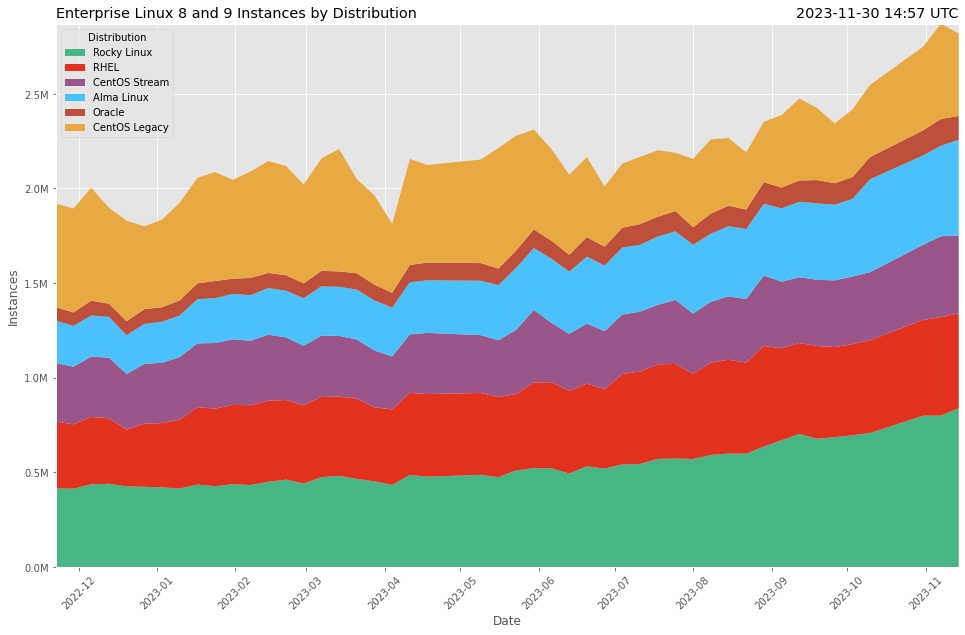 Enterprise Linux 8 and 9 Instances by Distribution
2023-11-30 14:57 UTC
Distribution
Rocky Linux
RHEL
CentOS Stream
Alma Linux
Oracle
CentOS Legacy
2.5M
2.0M
1.5M
1.0M
0.5M
0.0M
Instances
2022-12
2023-01
2023-02
2023-03
2023-04
2023-05
2023-06
2023-07
2023-08
2023-09
2023-10
2023-11
Date